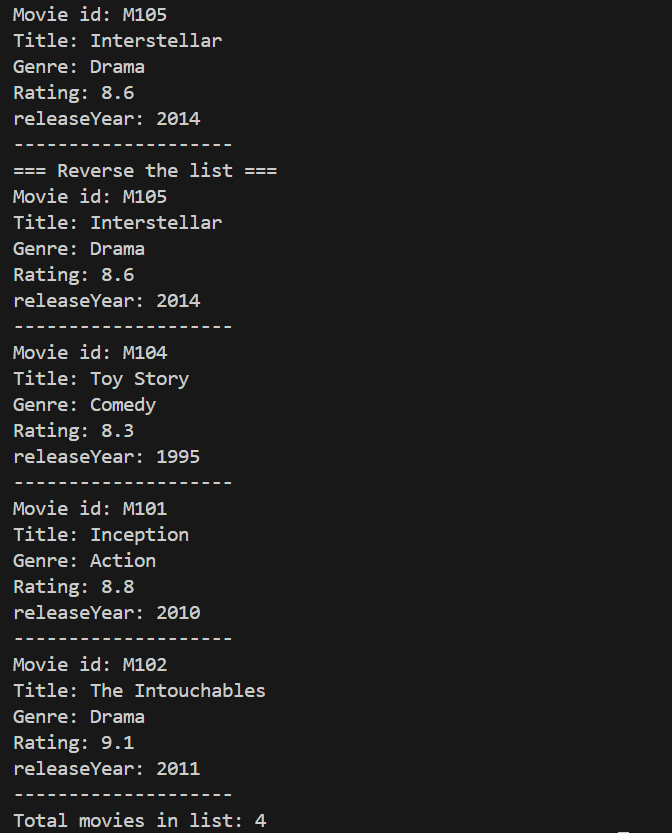 Movie id: M105
Title: Interstellar
Genre: Drama
Rating: 8.6
releaseYear: 2014
--------------------
=== Reverse the list ===
Movie id: M105
Title: Interstellar
Genre: Drama
Rating: 8.6
releaseYear: 2014
--------------------
Movie id: M104
Title: Toy Story
Genre: Comedy
Rating: 8.3
releaseYear: 1995
--------------------
Movie id: M101
Title: Inception
Genre: Action
Rating: 8.8
releaseYear: 2010
--------------------
Movie id: M102
Title: The Intouchables
Genre: Drama
Rating: 9.1
releaseYear: 2011
--------------------
Total movies in list: 4